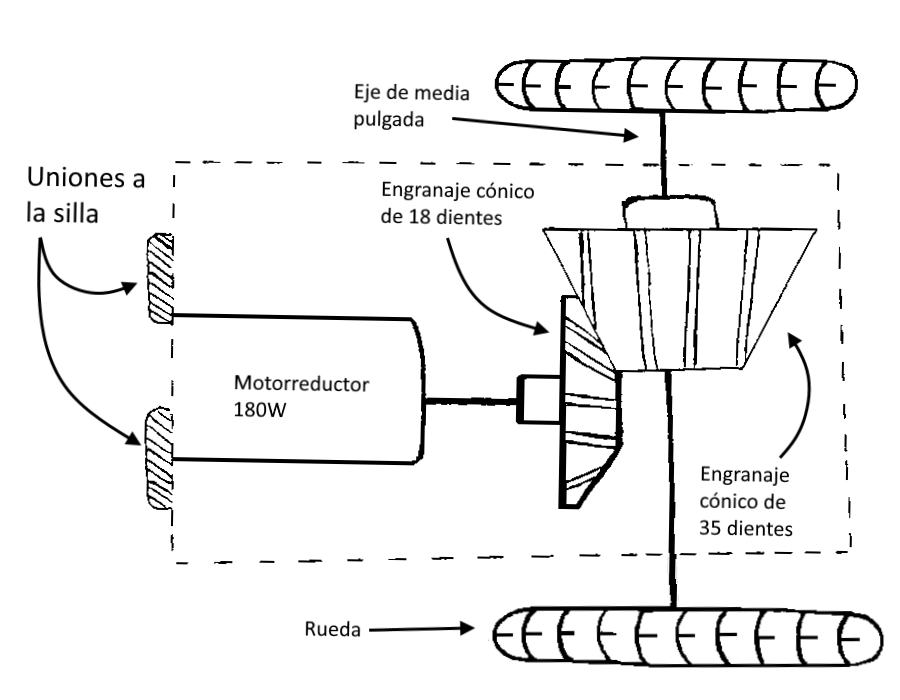 Eje de media
pulgada
Uniones a
la silla
Engranaje cónico
de 18 dientes
Motorreductor
180W
Engranaje
cónico de
35 dientes
Rueda